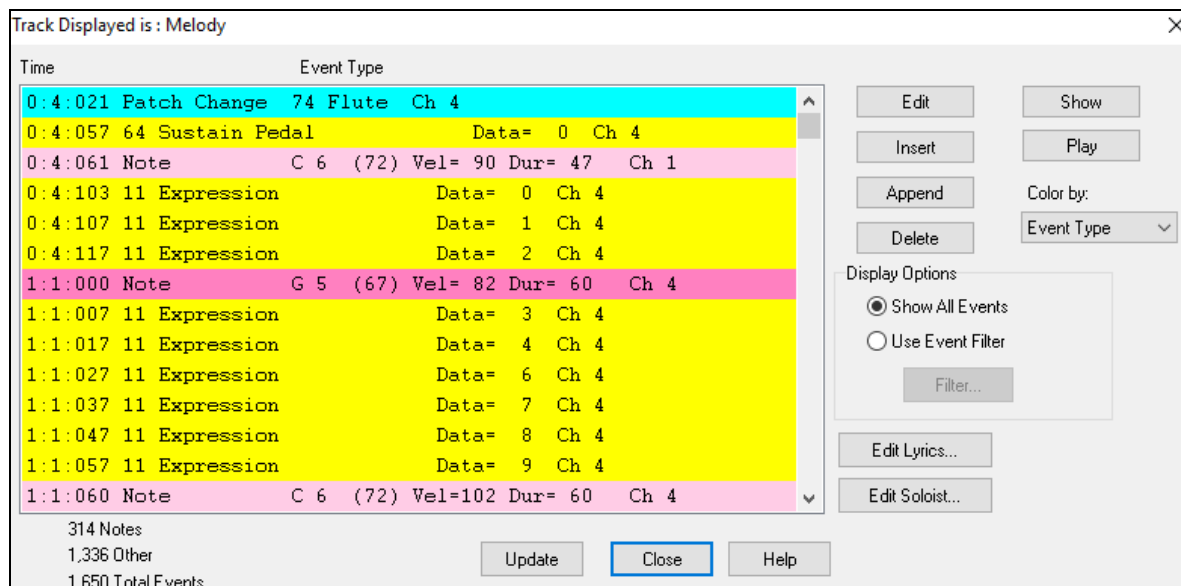 Track Displayed is : Melody
Time Event Type
0:4:021 Patch Change 74 Flute Ch 4
0:4:057 64 Sustain Pedal Data= 0 Ch 4
0:4:061 Note C 6 (72) Vel= 90 Dur= 47 Ch 1
0:4:103 11 Expression Data= 0 Ch 4
0:4:107 11 Expression Data= 1 Ch 4
0:4:117 11 Expression Data= 2 Ch 4
1:1:000 Note G 5 (67) Vel= 82 Dur= 60 Ch 4
1:1:007 11 Expression Data= 3 Ch 4
1:1:017 11 Expression Data= 4 Ch 4
1:1:027 11 Expression Data= 6 Ch 4
1:1:037 11 Expression Data= 7 Ch 4
1:1:047 11 Expression Data= 8 Ch 4
1:1:057 11 Expression Data= 9 Ch 4
1:1:060 Note C 6 (72) Vel=102 Dur= 60 Ch 4
314 Notes
1,336 Other
1,650 Total Events
Edit
Insert
Append
Delete
Show
Play
Color by:
Event Type
Display Options
Show All Events
Use Event Filter
Filter...
Edit Lyrics...
Edit Soloist...
Update
Close
Help